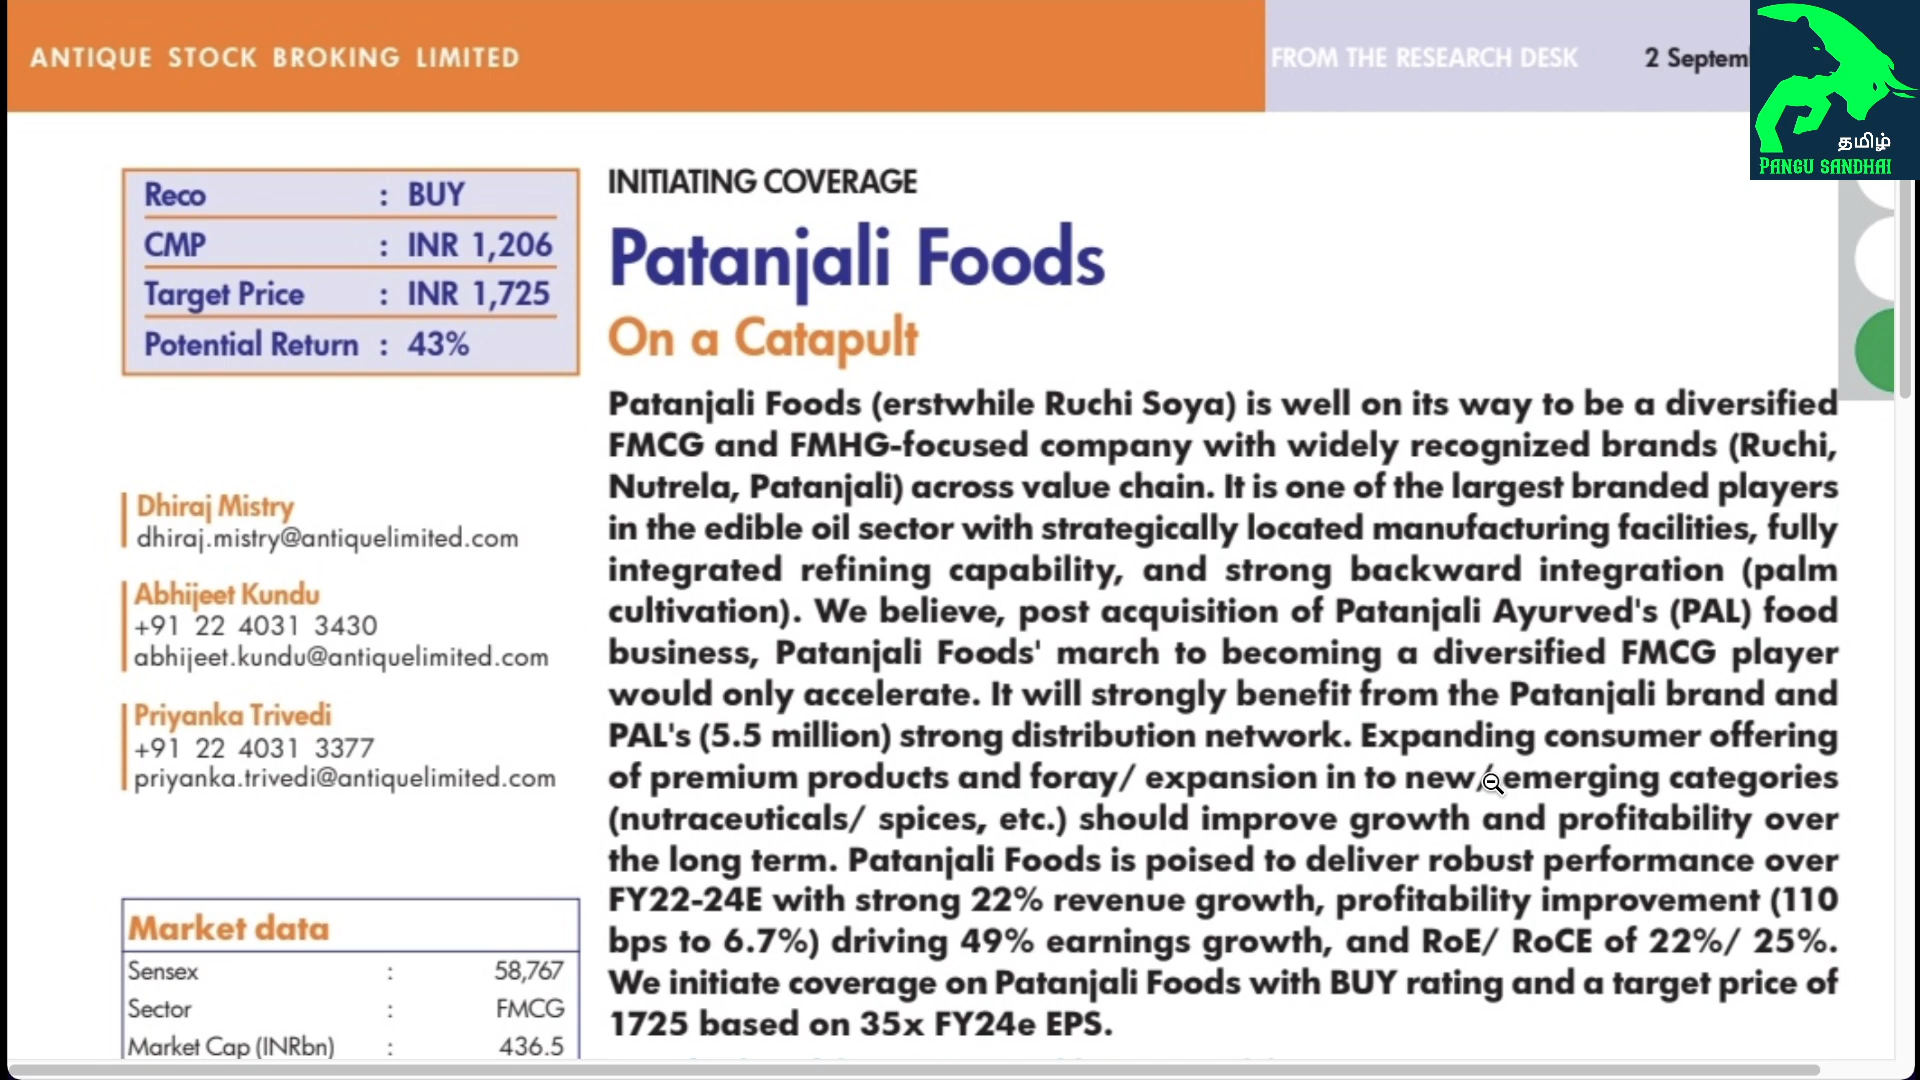 ANTIQUE STOCK BROKING LIMITED
FROM THE RESEARCH DESK
2
தமிழ்
PANGU SANDHAI
Reco : BUY
CMP : INR 1,206
Target Price : INR 1,725
Potential Return : 43%
Dhiraj Mistry
dhiraj.mistry@antiquelimited.com
Abhijeet Kundu
+91 22 4031 3430
abhijeet.kundu@antiquelimited.com
Priyanka Trivedi
+91 22 4031 3377
priyanka.trivedi@antiquelimited.com
Market data
Sensex : 58,767
Sector : FMCG
Market Cap (INRbn) : 436.5
INITIATING COVERAGE
Patanjali Foods
On a Catapult
Patanjali Foods (erstwhile Ruchi Soya) is well on its way to be a diversified
FMCG and FMHG-focused company with widely recognized brands (Ruchi,
Nutrela, Patanjali) across value chain. It is one of the largest branded players
in the edible oil sector with strategically located manufacturing facilities, fully
integrated refining capability, and strong backward integration (palm
cultivation). We believe, post acquisition of Patanjali Ayurved's (PAL) food
business, Patanjali Foods' march to becoming a diversified FMCG player
would only accelerate. It will strongly benefit from the Patanjali brand and
PAL's (5.5 million) strong distribution network. Expanding consumer offering
of premium products and foray/ expansion in to new/ emerging categories
(nutraceuticals/ spices, etc.) should improve growth and profitability over
the long term. Patanjali Foods is poised to deliver robust performance over
FY22-24E with strong 22% revenue growth, profitability improvement (110
bps to 6.7%) driving 49% earnings growth, and RoE/ RoCE of 22%/ 25%.
We initiate coverage on Patanjali Foods with BUY rating and a target price of
1725 based on 35x FY24e EPS.